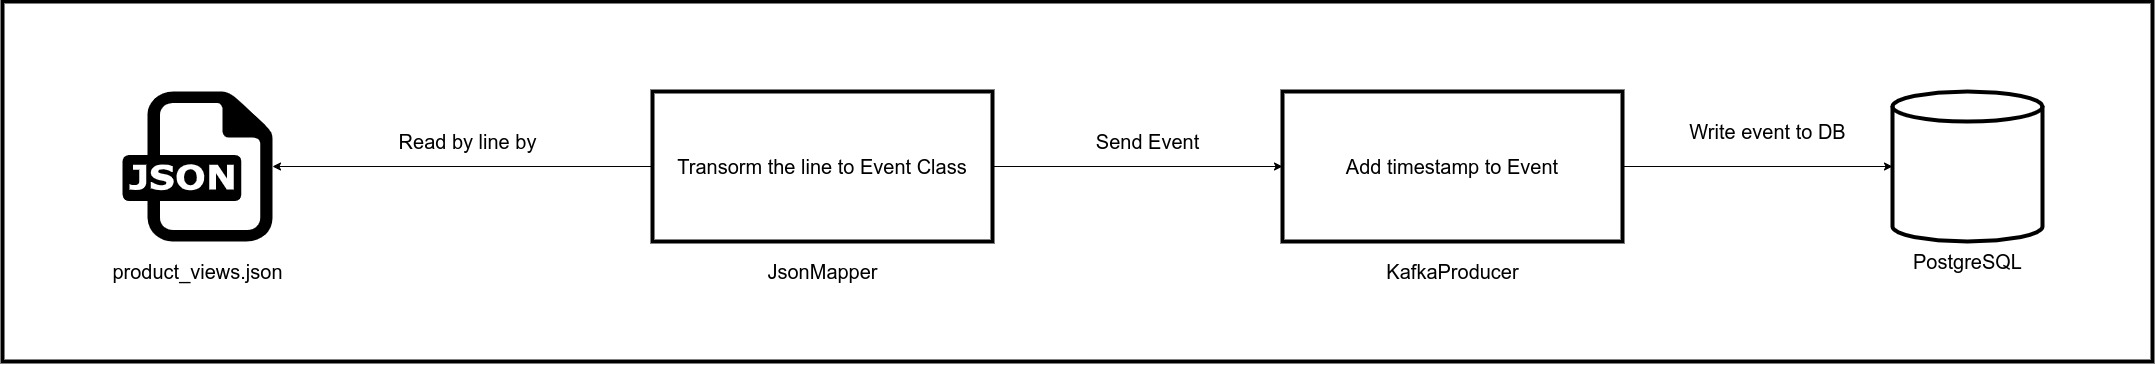 JSON
product_views.json
Read by line by
Transorm the line to Event Class
JsonMapper
Send Event
Add timestamp to Event
KafkaProducer
Write event to DB
PostgreSQL